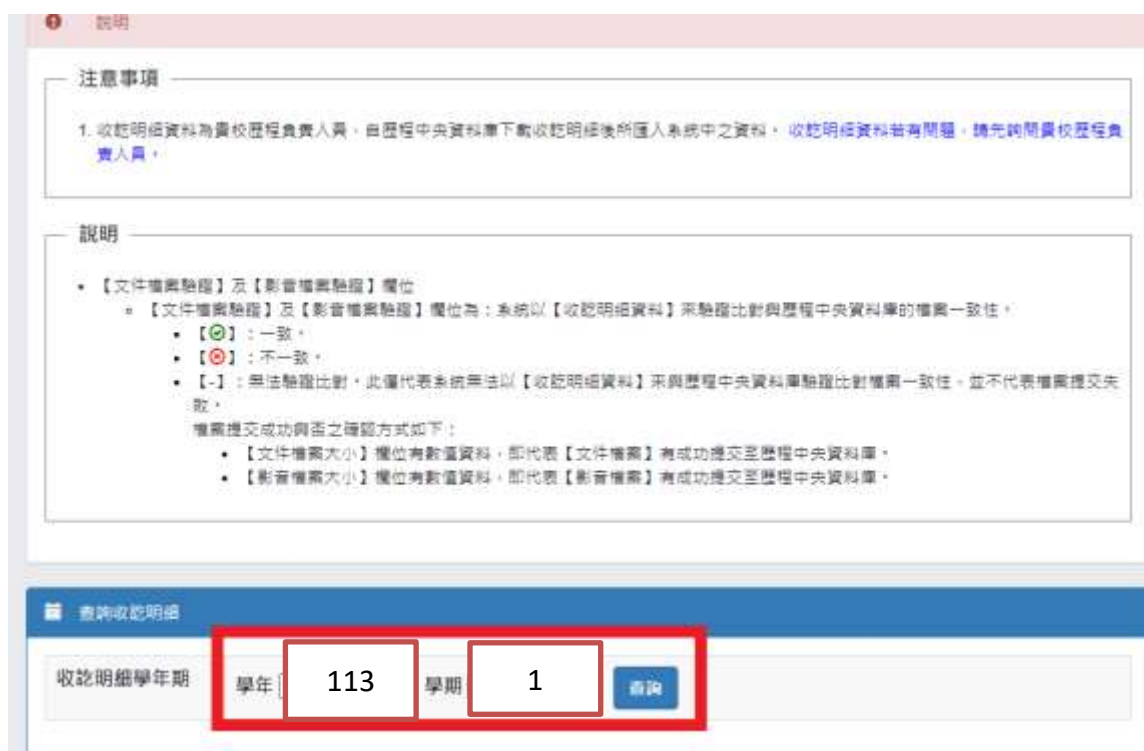 說明
注意事項
1. 收訖明細資料為貴校歷程負責人員，自歷程中央資料庫下載收訖明細後所匯入系統中之資料。 收訖明細資料若有問題，請先詢問貴校歷程負
責人員。
說明
• 【文件檔案驗證】及【影音檔案驗證】欄位
【文件檔案驗證】及【影音檔案驗證】欄位為：系統以【收訖明細資料】來驗證比對與歷程中央資料庫的檔案一致性。
• 【✓】：一致。
• 【✕】：不一致。
• 【-】：無法驗證比對。此僅代表系統無法以【收訖明細資料】來與歷程中央資料庫驗證比對檔案一致性，並不代表檔案提交失
敗。
檔案提交成功與否之確認方式如下：
• 【文件檔案大小】欄位有數值資料，即代表【文件檔案】有成功提交至歷程中央資料庫。
• 【影音檔案大小】欄位有數值資料，即代表【影音檔案】有成功提交至歷程中央資料庫。
查詢收訖明細
收訖明細學年期 學年 113 學期 1 查詢